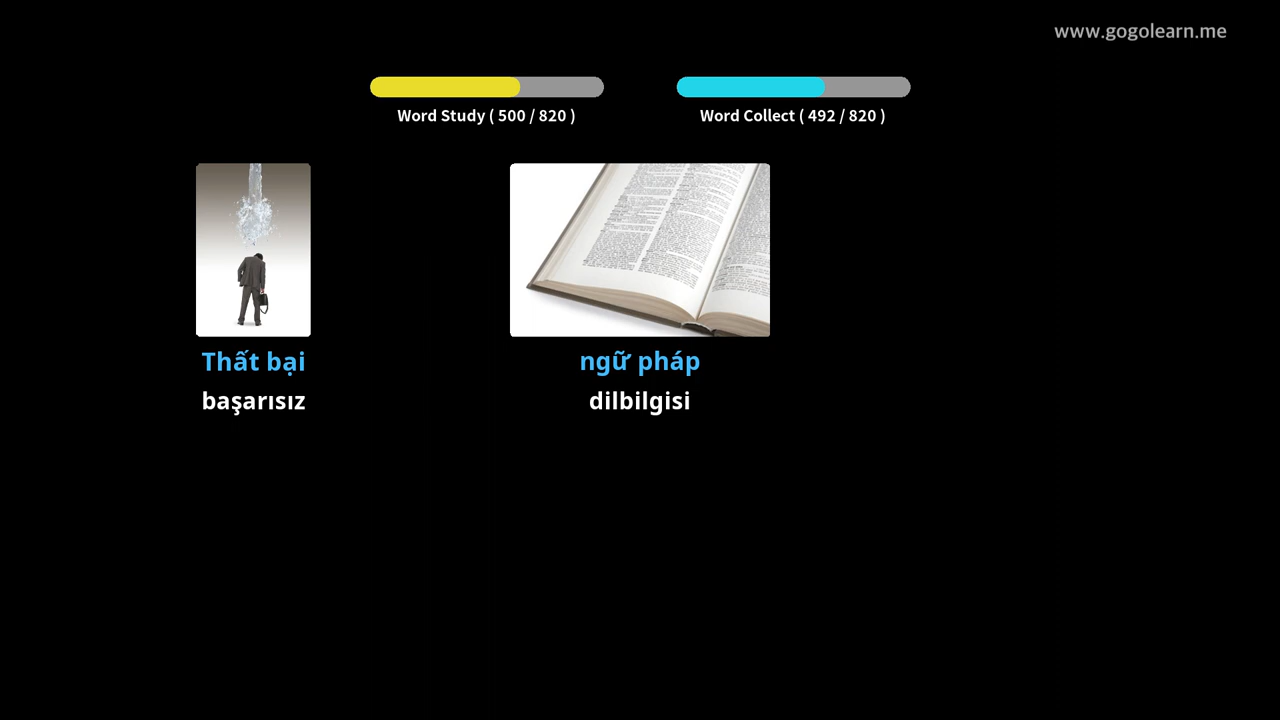 www.gogolearn.me
Word Study ( 500 / 820 )
Word Collect ( 492 / 820 )
Thất bại
başarısız
ngữ pháp
dilbilgisi